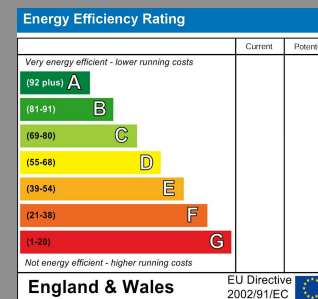 Energy Efficiency Rating
Current
Very energy efficient - lower running costs
(92 plus) A
(81-91) B
(69-80) C
(55-68) D
(39-54) E
(21-38) F
(1-20) G
Not energy efficient - higher running costs
England & Wales
EU Directive
2002/91/EC